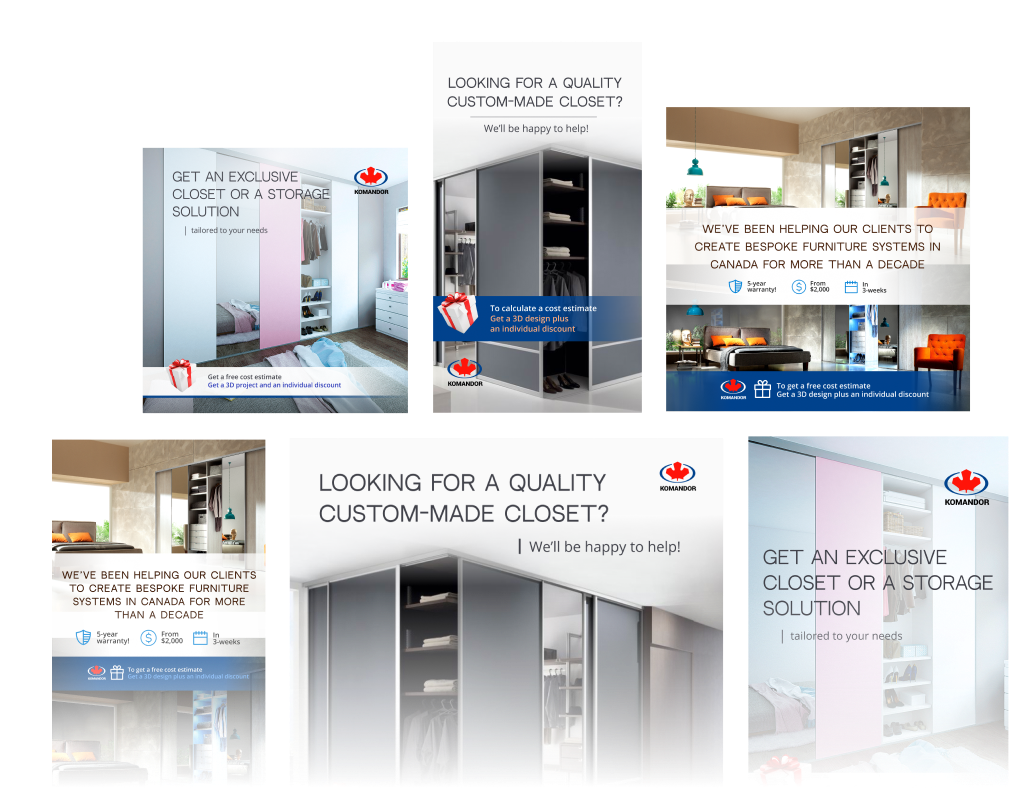 GET AN EXCLUSIVE
CLOSET OR A STORAGE
SOLUTION
| tailored to your needs
KOMANDOR
Get a free cost estimate
Get a 3D project and an individual discount
LOOKING FOR A QUALITY
CUSTOM-MADE CLOSET?
We'll be happy to help!
To calculate a cost estimate
Get a 3D design plus
an individual discount
KOMANDOR
WE'VE BEEN HELPING OUR CLIENTS TO
CREATE BESPOKE FURNITURE SYSTEMS IN
CANADA FOR MORE THAN A DECADE
5-year
warranty!
From
$2,000
In
3-weeks
KOMANDOR
To get a free cost estimate
Get a 3D design plus an individual discount
WE'VE BEEN HELPING OUR CLIENTS
TO CREATE BESPOKE FURNITURE
SYSTEMS IN CANADA FOR MORE
THAN A DECADE
5-year
warranty!
From
$2,000
In
3-weeks
KOMANDOR
To get a free cost estimate
Get a 3D design plus an individual discount
LOOKING FOR A QUALITY
CUSTOM-MADE CLOSET?
| We'll be happy to help!
KOMANDOR
KOMANDOR
GET AN EXCLUSIVE
CLOSET OR A STORAGE
SOLUTION
| tailored to your needs